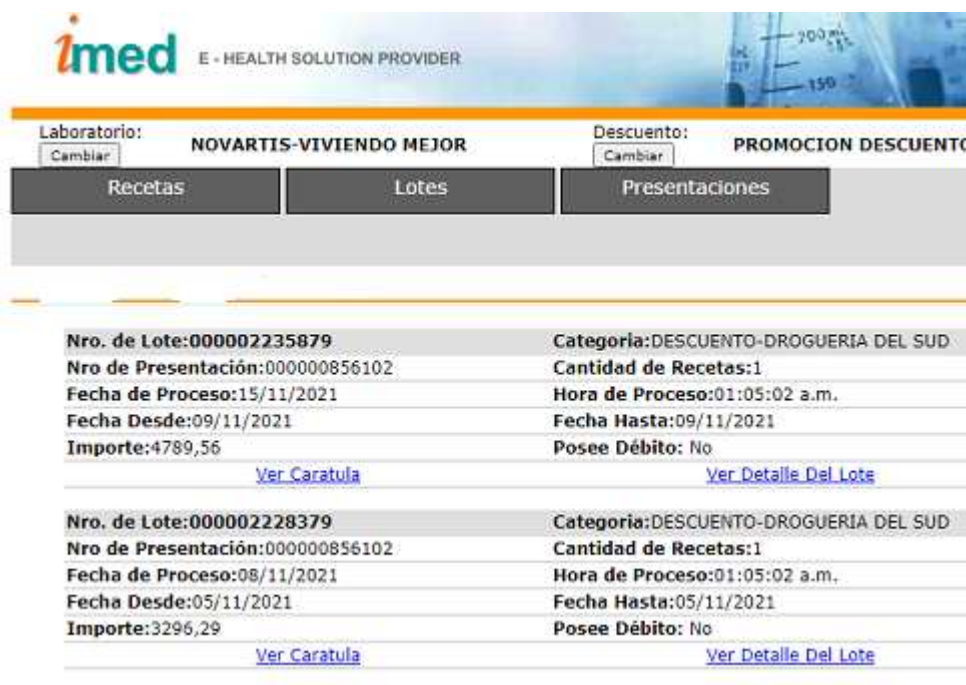 imed E - HEALTH SOLUTION PROVIDER
200 mL
150
Laboratorio: NOVARTIS-VIVIENDO MEJOR Descuento: PROMOCION DESCUENTO
Cambiar Cambiar
Recetas Lotes Presentaciones
Nro. de Lote:000002235879 Categoria:DESCUENTO-DROGUERIA DEL SUD
Nro de Presentación:000000856102 Cantidad de Recetas:1
Fecha de Proceso:15/11/2021 Hora de Proceso:01:05:02 a.m.
Fecha Desde:09/11/2021 Fecha Hasta:09/11/2021
Importe:4789,56 Posee Débito: No
Ver Caratula Ver Detalle Del Lote
Nro. de Lote:000002228379 Categoria:DESCUENTO-DROGUERIA DEL SUD
Nro de Presentación:000000856102 Cantidad de Recetas:1
Fecha de Proceso:08/11/2021 Hora de Proceso:01:05:02 a.m.
Fecha Desde:05/11/2021 Fecha Hasta:05/11/2021
Importe:3296,29 Posee Débito: No
Ver Caratula Ver Detalle Del Lote